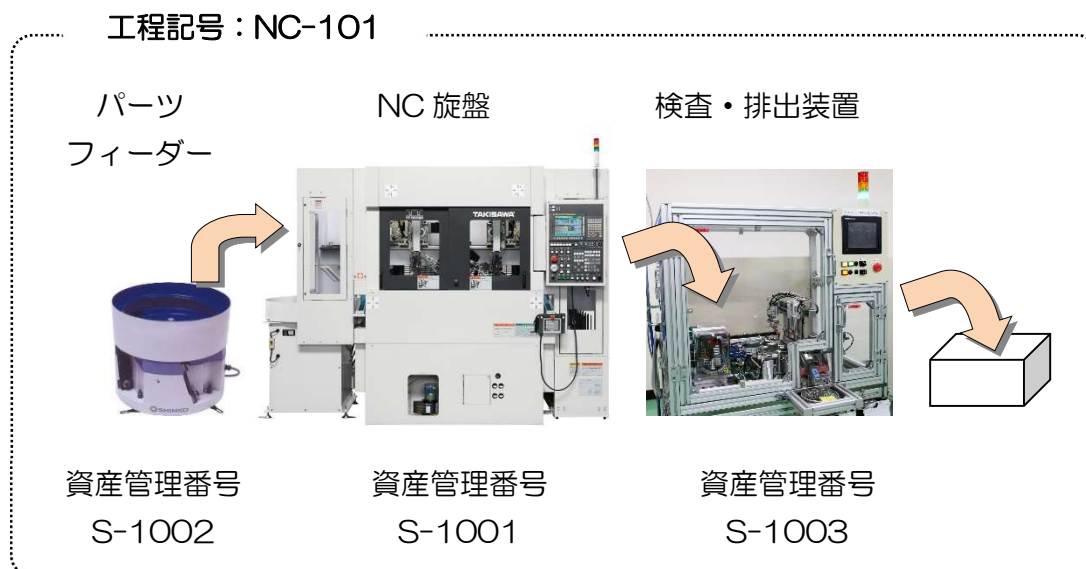 工程記号：NC-101
パーツ
フィーダー
NC 旋盤
検査・排出装置
TAKISAWA
SHINKO
資産管理番号
S-1002
資産管理番号
S-1001
資産管理番号
S-1003